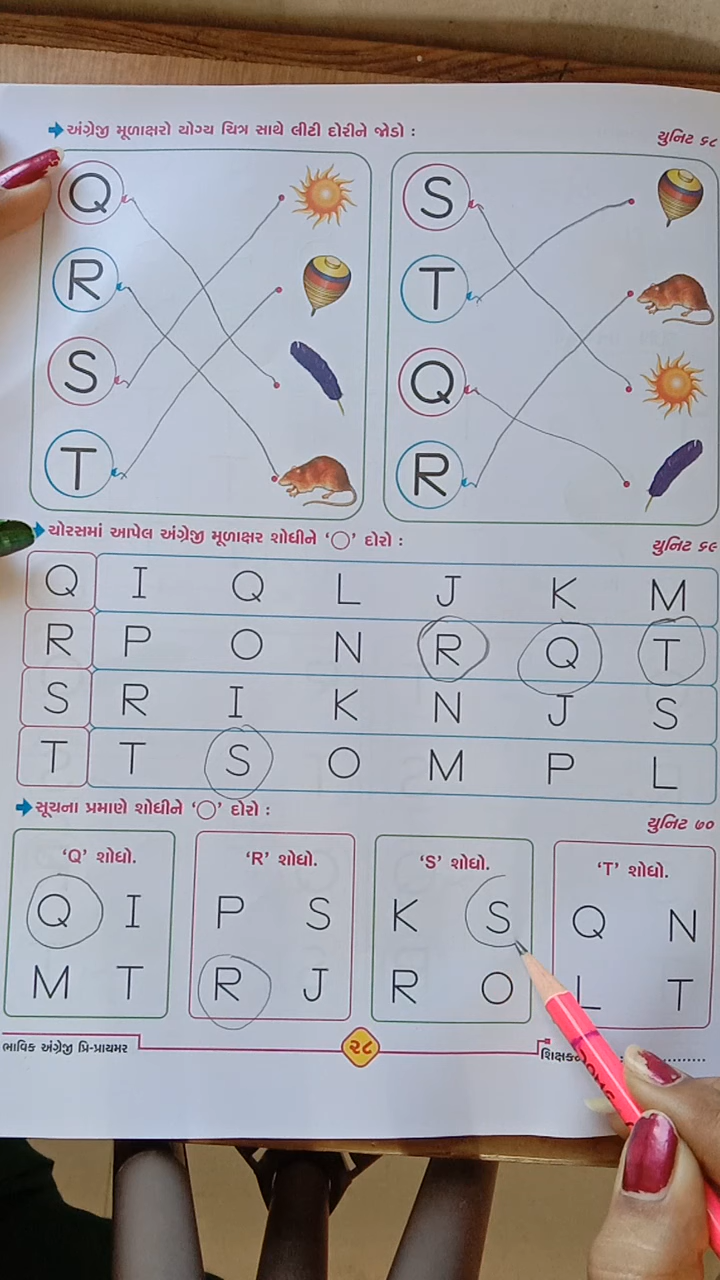 અંગ્રેજી મૂળાક્ષરો યોગ્ય ચિત્ર સાથે લીટી દોરીને જોડો :
યુનિટ ૬૮
Q
R
S
T
S
T
Q
R
ચોરસમાં આપેલ અંગ્રેજી મૂળાક્ષર શોધીને ‘○’ દોરો :
યુનિટ ૬૯
Q I Q L J K M
R P O N R Q T
S R I K N J S
T T S O M P L
સૂચના પ્રમાણે શોધીને ‘○’ દોરો :
યુનિટ ૭૦
‘Q’ શોધો.
Q I
M T
‘R’ શોધો.
P S
R J
‘S’ શોધો.
K S
R O
‘T’ શોધો.
Q N
L T
ભાવિક અંગ્રેજી પ્રિ-પ્રાયમર
૨૮